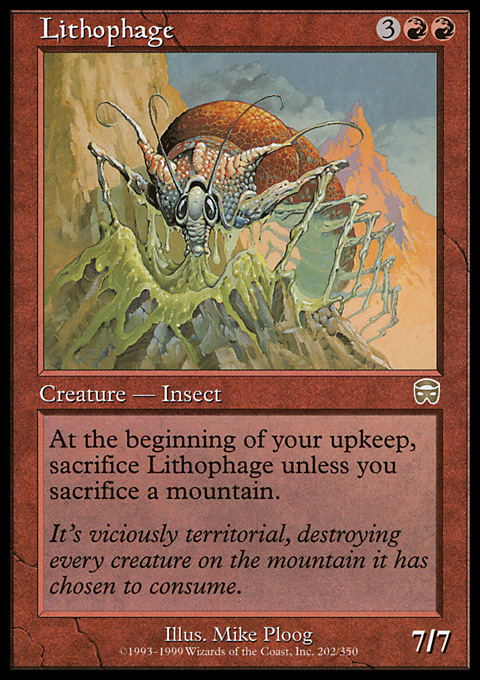 Lithophage 3
Creature — Insect
At the beginning of your upkeep,
sacrifice Lithophage unless you
sacrifice a mountain.
It's viciously territorial, destroying
every creature on the mountain it has
chosen to consume.
Illus. Mike Ploog
©1993–1999 Wizards of the Coast, Inc. 202/350
7/7